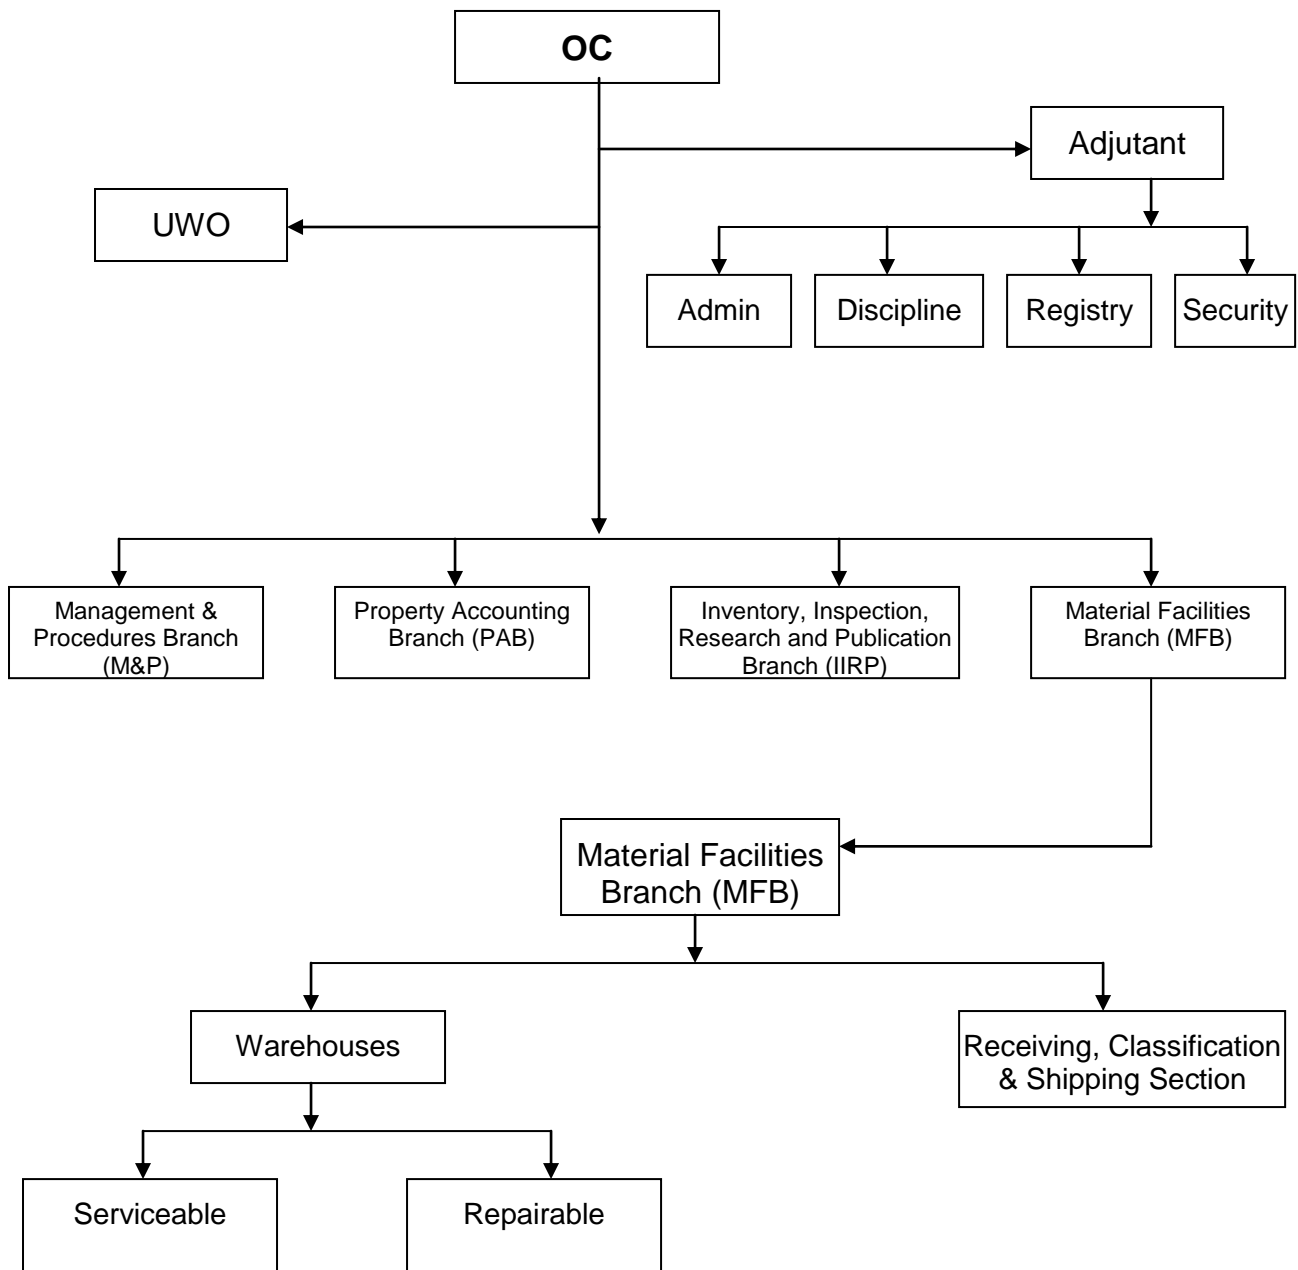 OC
Adjutant
UWO
Admin
Discipline
Registry
Security
Management &
Procedures Branch
(M&P)
Property Accounting
Branch (PAB)
Inventory, Inspection,
Research and Publication
Branch (IIRP)
Material Facilities
Branch (MFB)
Material Facilities
Branch (MFB)
Warehouses
Receiving, Classification
& Shipping Section
Serviceable
Repairable